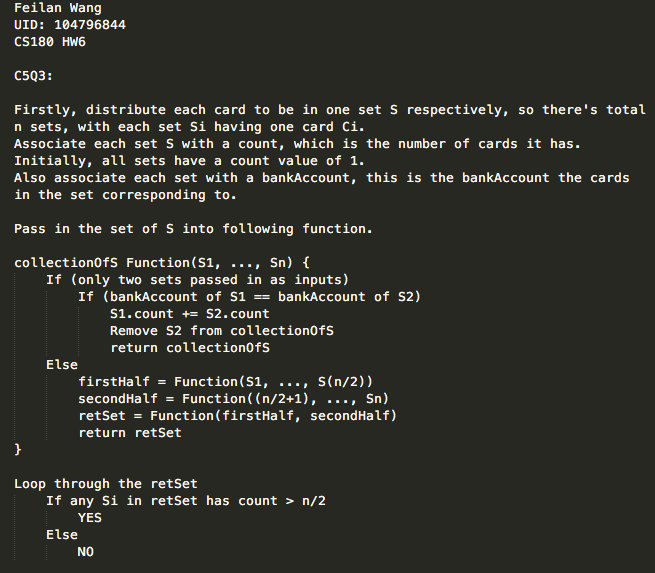 Feilan Wang
UID: 104796844
CS180 HW6
C5Q3:
Firstly, distribute each card to be in one set S respectively, so there's total
n sets, with each set Si having one card Ci.
Associate each set S with a count, which is the number of cards it has.
Initially, all sets have a count value of 1.
Also associate each set with a bankAccount, this is the bankAccount the cards
in the set corresponding to.
Pass in the set of S into following function.
collectionOfS Function(S1, ..., Sn) {
If (only two sets passed in as inputs)
If (bankAccount of S1 == bankAccount of S2)
S1.count += S2.count
Remove S2 from collectionOfS
return collectionOfS
Else
firstHalf = Function(S1, ..., S(n/2))
secondHalf = Function((n/2+1), ..., Sn)
retSet = Function(firstHalf, secondHalf)
return retSet
}
Loop through the retSet
If any Si in retSet has count > n/2
YES
Else
NO